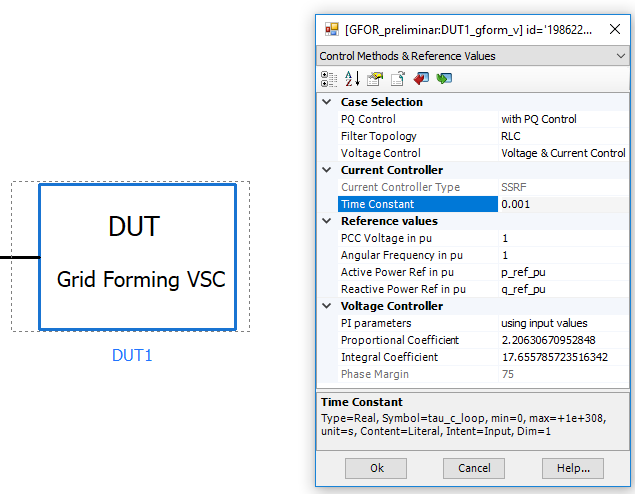 DUT
Grid Forming VSC
DUT1
[GFOR_preliminar:DUT1_gform_v] id='198622...
Control Methods & Reference Values
Case Selection
PQ Control with PQ Control
Filter Topology RLC
Voltage Control Voltage & Current Control
Current Controller
Current Controller Type SSRF
Time Constant 0.001
Reference values
PCC Voltage in pu 1
Angular Frequency in pu 1
Active Power Ref in pu p_ref_pu
Reactive Power Ref in pu q_ref_pu
Voltage Controller
PI parameters using input values
Proportional Coefficient 2.20630670952848
Integral Coefficient 17.655785723516342
Phase Margin 75
Time Constant
Type=Real, Symbol=tau_c_loop, min=0, max=+1e+308,
unit=s, Content=Literal, Intent=Input, Dim=1
Ok Cancel Help...